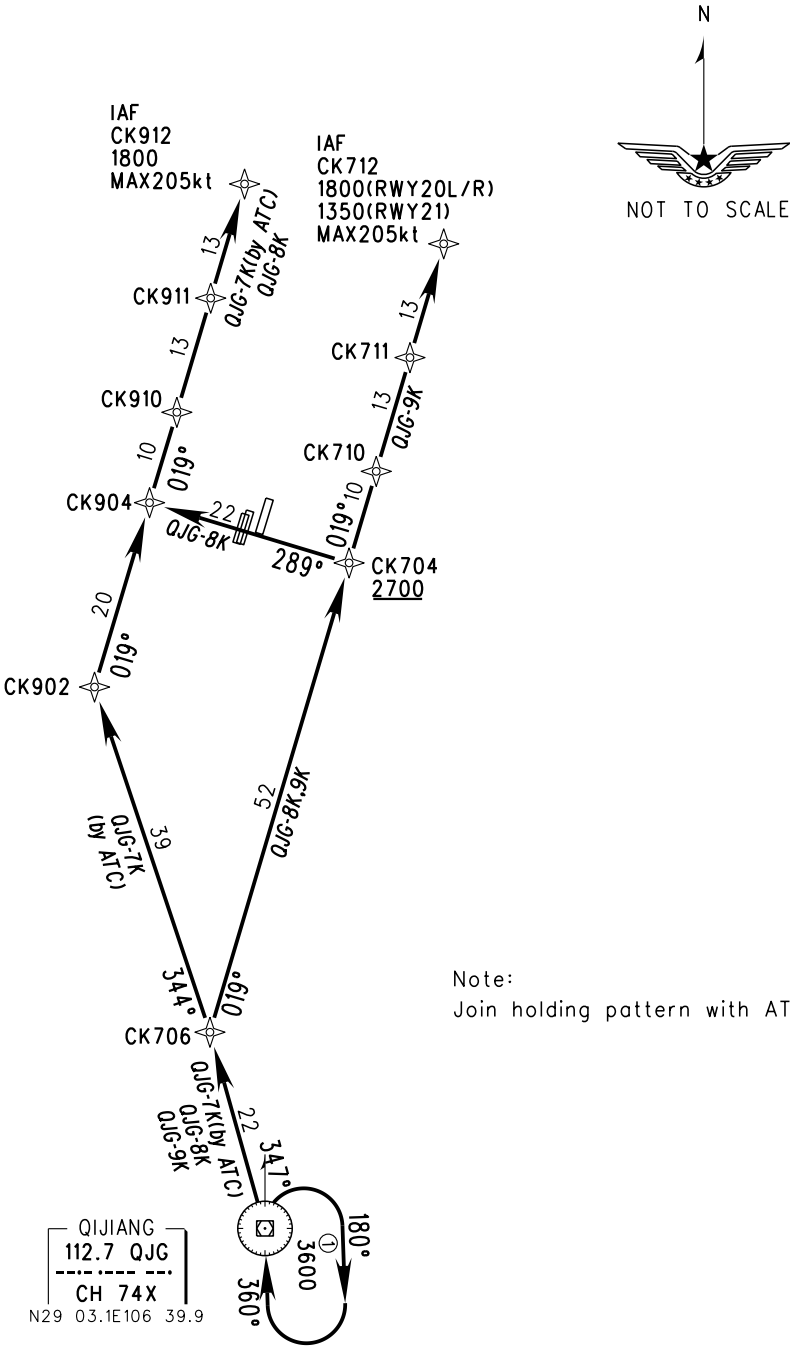 N
NOT TO SCALE
IAF
CK912
1800
MAX205kt
IAF
CK712
1800(RWY20L/R)
1350(RWY21)
MAX205kt
13
QJG-7K(by ATC)
QJG-8K
CK911
13
CK711
13
13
QJG-9K
CK910
10
019°
CK710
10
019°
CK904
22
QJG-8K
289°
CK704
2700
20
019°
CK902
52
QJG-8K.9K
39
QJG-7K
(by ATC)
344°
019°
CK706
Note:
Join holding pattern with AT
QJG-7K(by ATC)
QJG-8K
QJG-9K
22
347°
180°
1
3600
360°
QIJIANG
112.7 QJG
CH 74X
N29 03.1E106 39.9